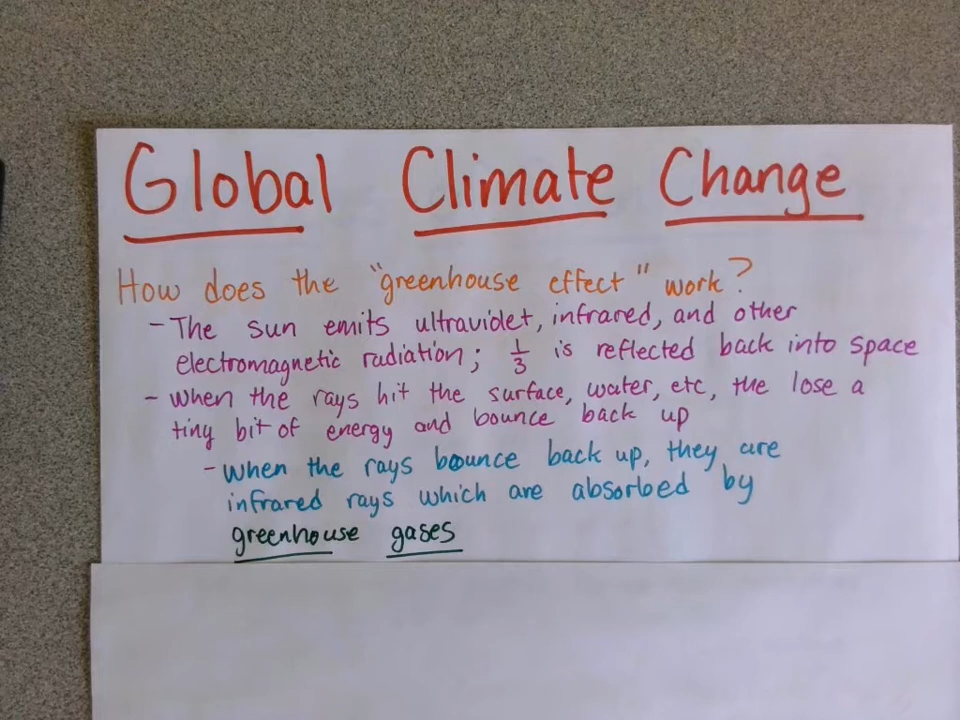 Global Climate Change
How does the "greenhouse effect" work?
- The sun emits ultraviolet, infrared, and other
electromagnetic radiation; 1/3 is reflected back into space
- When the rays hit the surface, water, etc, the lose a
tiny bit of energy and bounce back up
- When the rays bounce back up, they are
infrared rays which are absorbed by
greenhouse gases